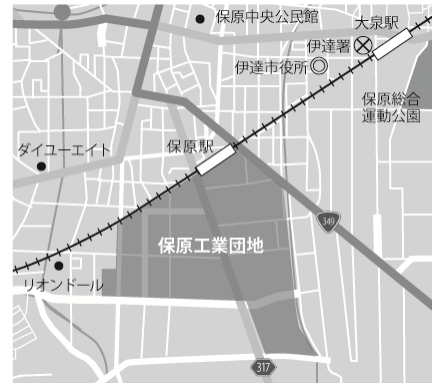 保原中央公民館
大泉駅
伊達署
伊達市役所
保原総合
運動公園
ダイユーエイト
保原駅
349
保原工業団地
リオンドール
317